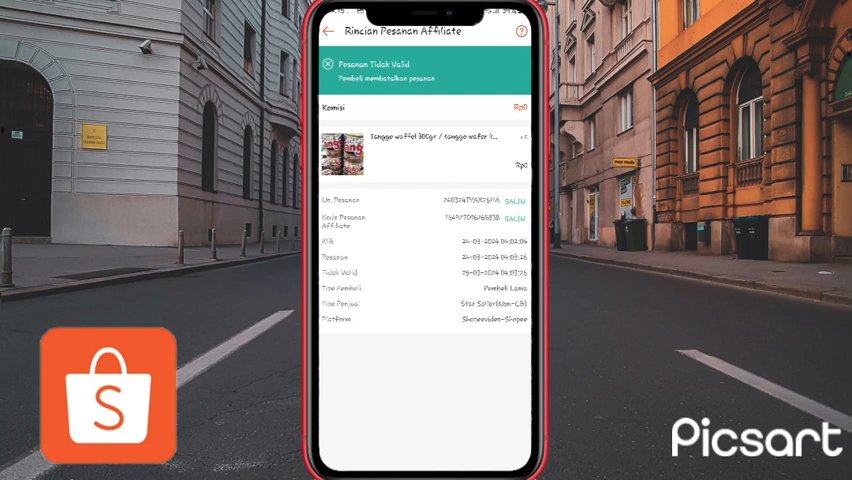 Rincian Pesanan Affiliate
?
Pesanan Tidak Valid
Pembeli membatalkan pesanan
Komisi Rp0
Tanggo waffel 300gr / tanggo wafer k...
Rp0
No. Pesanan SALIN
Kode Pesanan Affiliate SALIN
Klik 24-03-2024 04:02:06
Pesanan 24-03-2024 04:03:25
Tidak Valid 25-03-2024 04:03:25
Tipe Pembeli Pembeli Lama
Tipe Penjual Star Seller(Non-CB)
Platform Shopeevideo-Shopee
S
Picsart